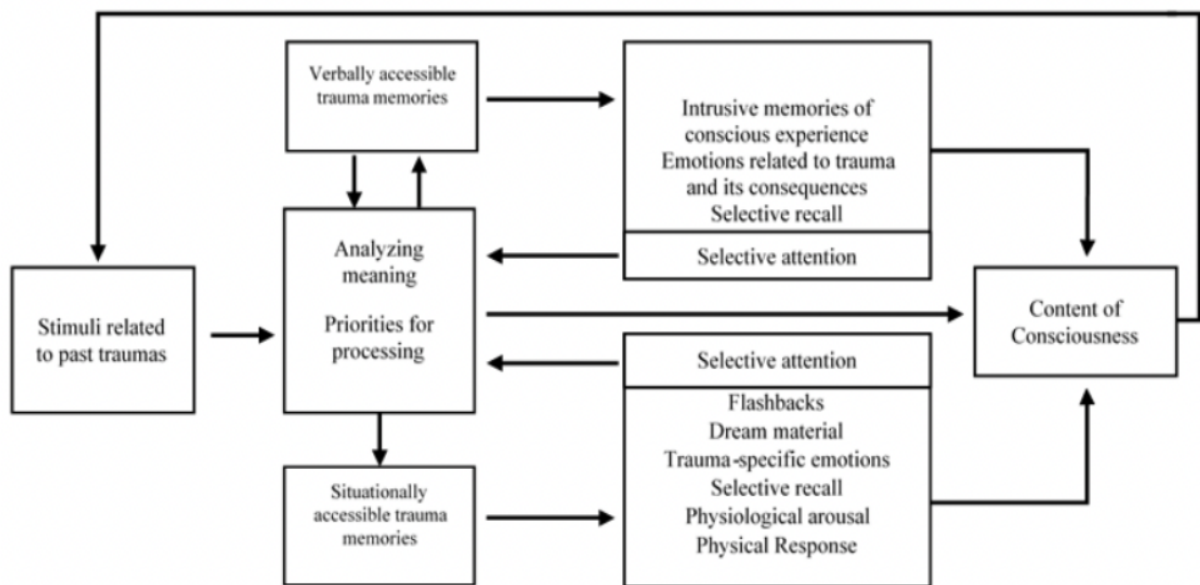 Verbally accessible
trauma memories
Intrusive memories of
conscious experience
Emotions related to trauma
and its consequences
Selective recall
Selective attention
Analyzing
meaning
Priorities for
processing
Stimuli related
to past traumas
Content of
Consciousness
Selective attention
Flashbacks
Dream material
Trauma-specific emotions
Selective recall
Physiological arousal
Physical Response
Situationally
accessible trauma
memories